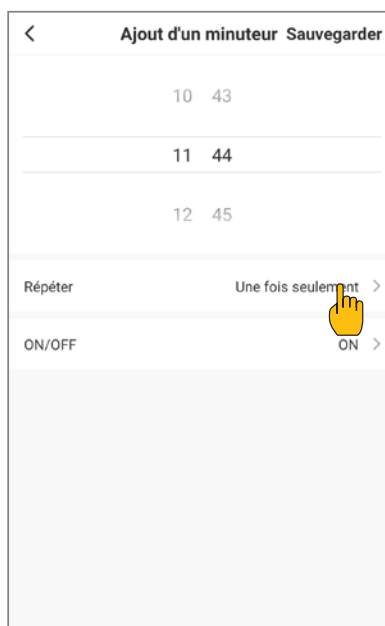 Ajout d'un minuteur Sauvegarder
10 43
11 44
12 45
Répéter Une fois seulement
ON/OFF ON